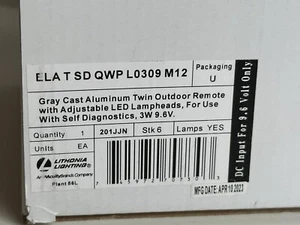 ELA T SD QWP L0309 M12
Packaging
U
Gray Cast Aluminum Twin Outdoor Remote
with Adjustable LED Lampheads, For Use
With Self Diagnostics, 3W 9.6V.
DC Input For 9.6 Volt Only
Quantity 1 201JJN Stk 6 Lamps YES
Units EA
LITHONIA
LIGHTING
An AcuityBrands Company
MFG DATE: APR 10 2023